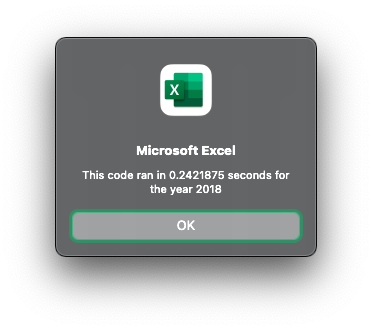 X
Microsoft Excel
This code ran in 0.2421875 seconds for
the year 2018
OK